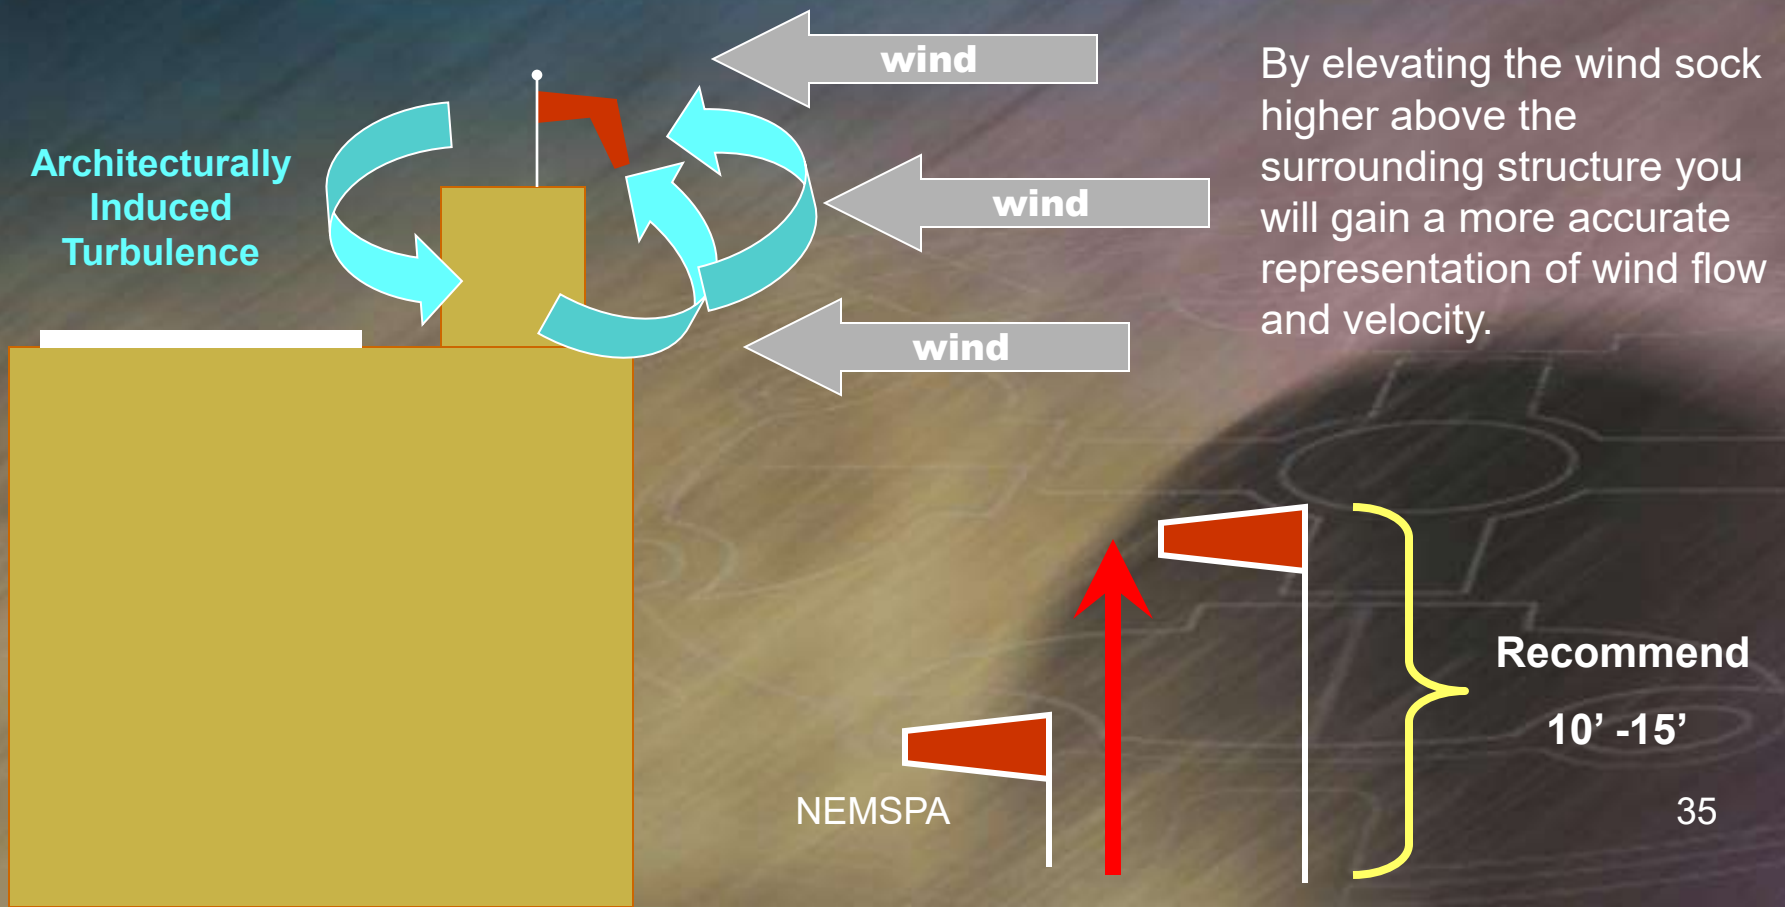 wind
By elevating the wind sock
higher above the
surrounding structure you
will gain a more accurate
representation of wind flow
and velocity.
Architecturally
Induced
Turbulence
wind
wind
Recommend
10’ -15’
NEMSPA
35